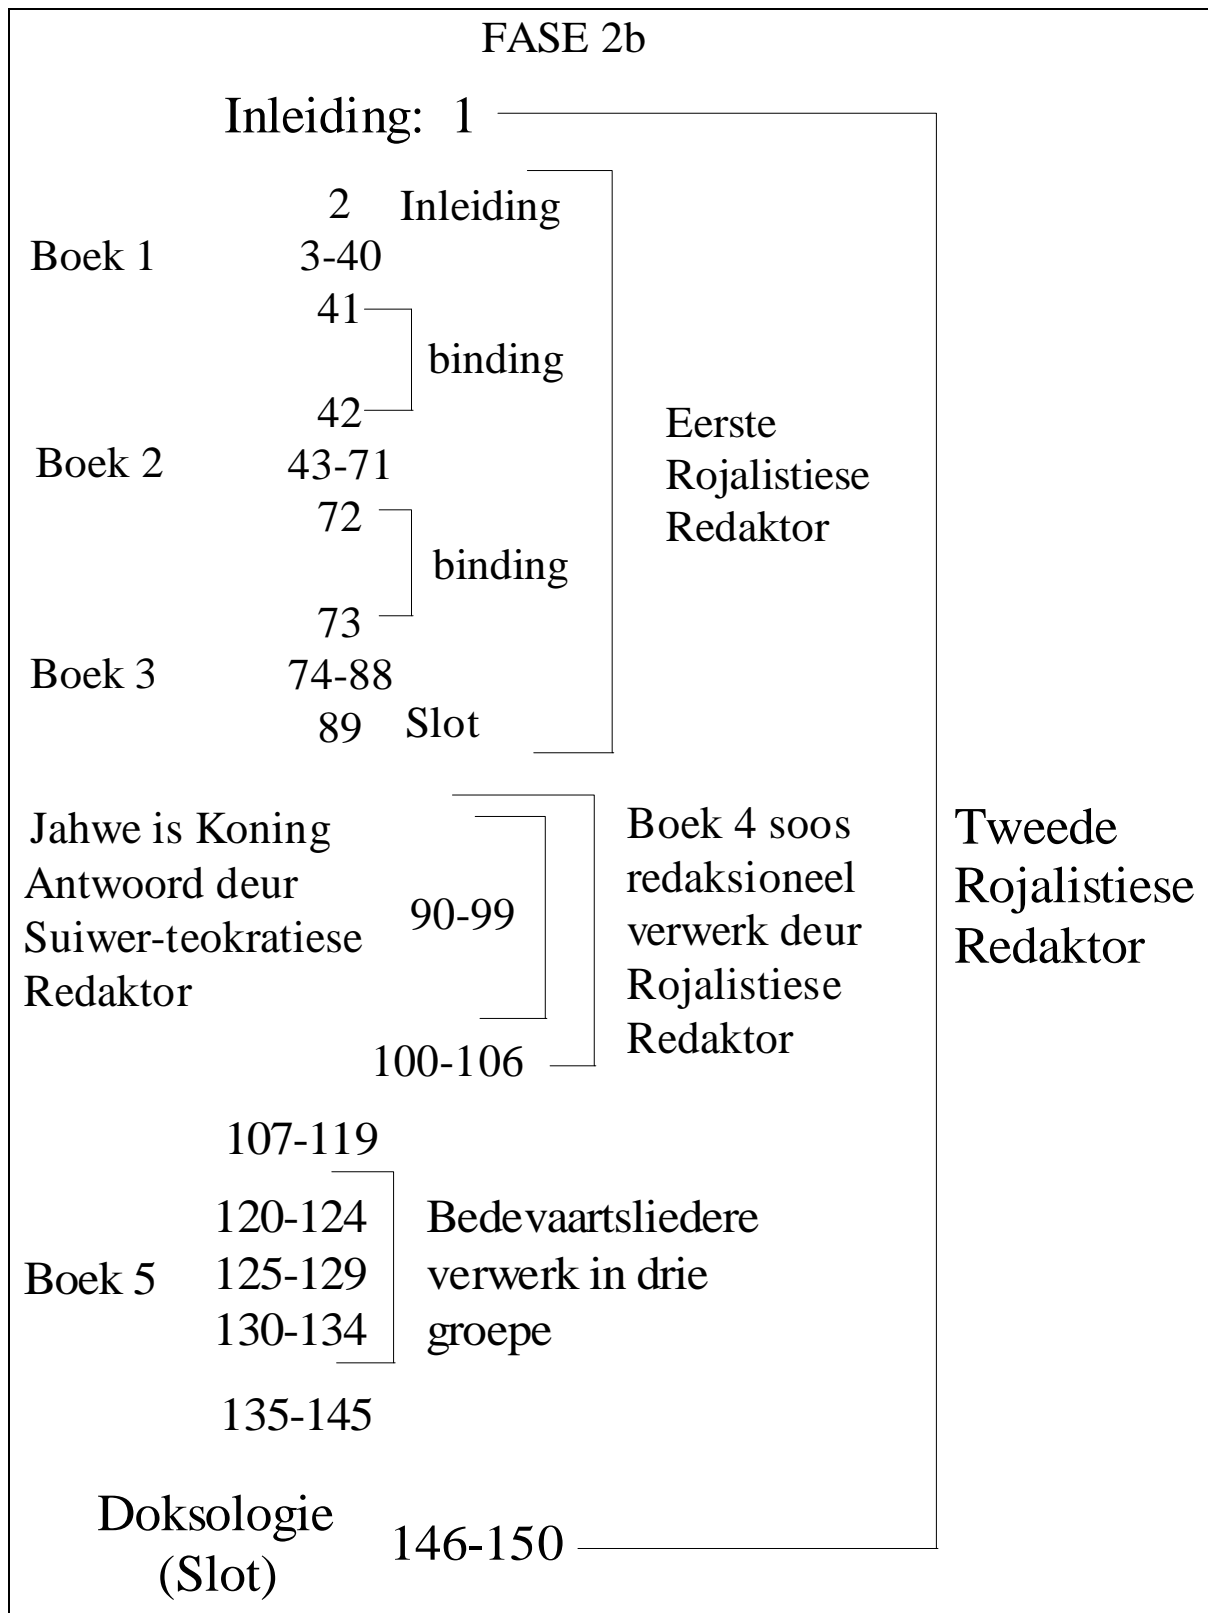 FASE 2b
Inleiding: 1
2 Inleiding
Boek 1 3-40
41
binding
42
Boek 2 43-71
72
binding
73
Boek 3 74-88
89 Slot
Eerste
Rojalistiese
Redaktor
Jahwe is Koning
Antwoord deur
Suiwer-teokratiese
Redaktor
90-99
100-106
Boek 4 soos
redaksioneel
verwerk deur
Rojalistiese
Redaktor
Tweede
Rojalistiese
Redaktor
107-119
Boek 5
120-124
125-129
130-134
Bedevaartsliedere
verwerk in drie
groepe
135-145
Doksologie
(Slot)
146-150